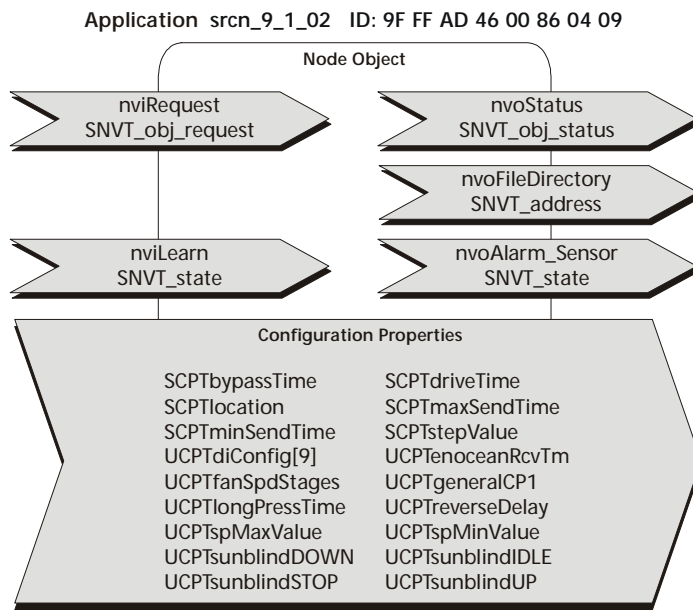 Application srcn_9_1_02 ID: 9F FF AD 46 00 86 04 09
Node Object
nviRequest
SNVT_obj_request
nvoStatus
SNVT_obj_status
nvoFileDirectory
SNVT_address
nviLearn
SNVT_state
nvoAlarm_Sensor
SNVT_state
Configuration Properties
SCPTbypassTime SCPTdriveTime
SCPTlocation SCPTmaxSendTime
SCPTminSendTime SCPTstepValue
UCPTdiConfig[9] UCPTenoceanRcvTm
UCPTfanSpdStages UCPTgeneralCP1
UCPTlongPressTime UCPTreverseDelay
UCPTspMaxValue UCPTspMinValue
UCPTsunblindDOWN UCPTsunblindIDLE
UCPTsunblindSTOP UCPTsunblindUP